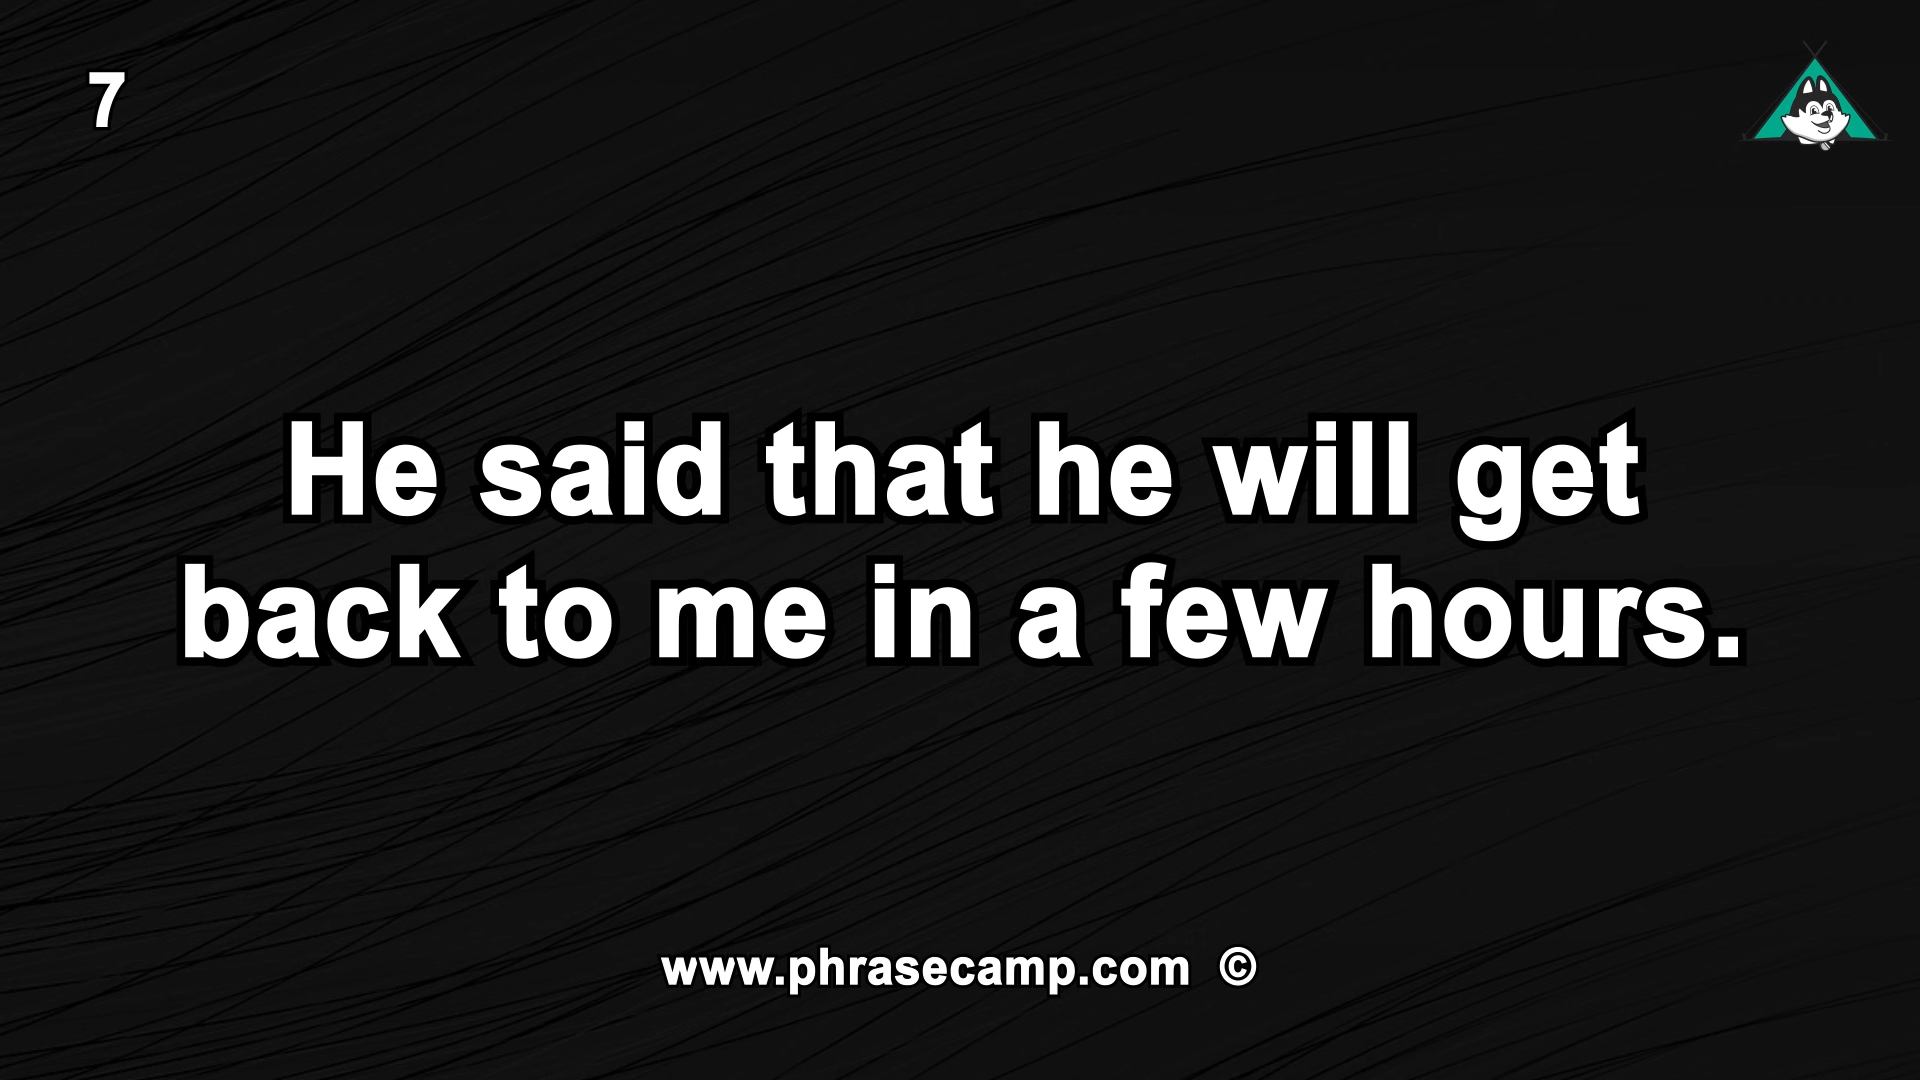 7
He said that he will get
back to me in a few hours.
www.phrasecamp.com ©